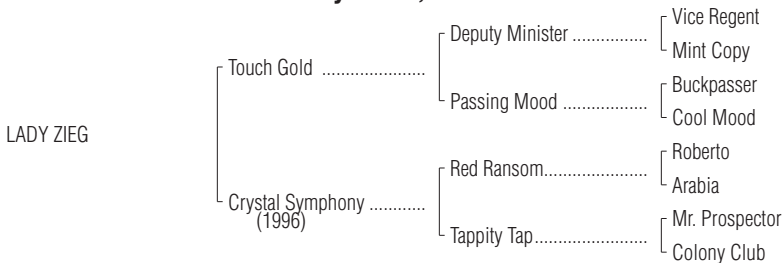 Deputy Minister ................
Vice Regent
Mint Copy
Touch Gold ......................
Passing Mood ..................
Buckpasser
Cool Mood
LADY ZIEG
Red Ransom......................
Roberto
Arabia
Crystal Symphony ............
(1996)
Tappity Tap........................
Mr. Prospector
Colony Club